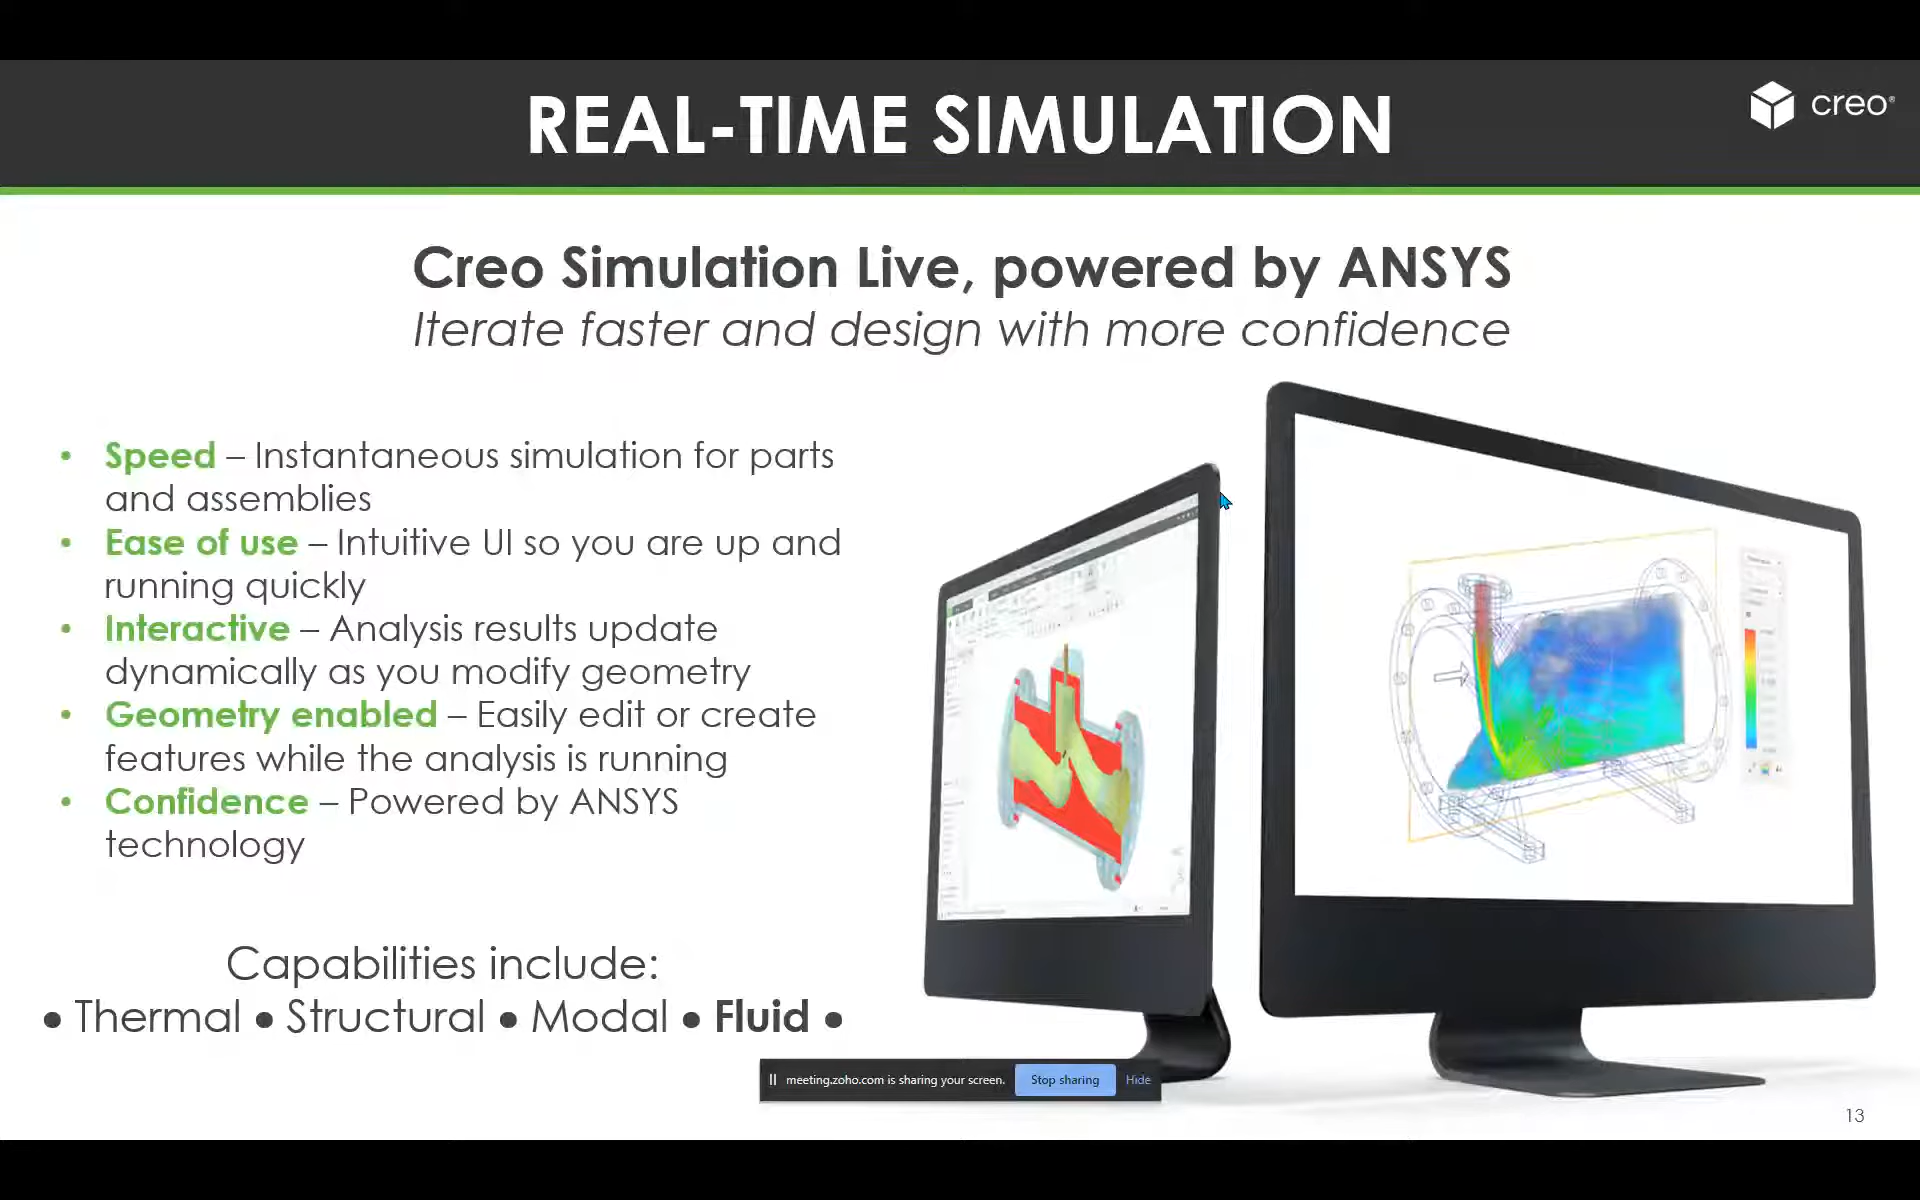 REAL-TIME SIMULATION
creo®
Creo Simulation Live, powered by ANSYS
Iterate faster and design with more confidence
• Speed – Instantaneous simulation for parts
and assemblies
• Ease of use – Intuitive UI so you are up and
running quickly
• Interactive – Analysis results update
dynamically as you modify geometry
• Geometry enabled – Easily edit or create
features while the analysis is running
• Confidence – Powered by ANSYS
technology
Capabilities include:
● Thermal ● Structural ● Modal ● Fluid ●
meeting.zoho.com is sharing your screen.
Stop sharing
Hide
13